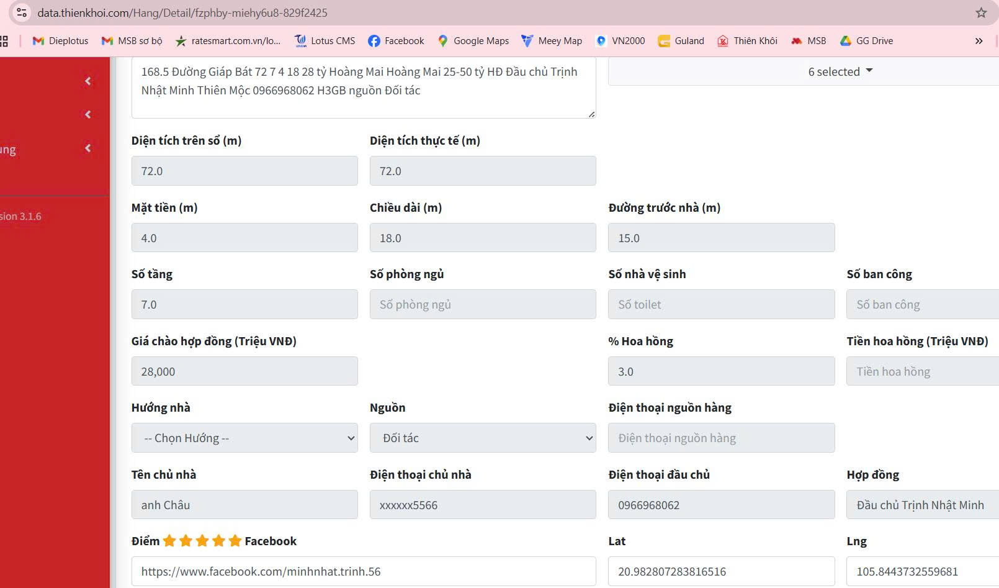 data.thienkhoi.com/Hang/Detail/fzphby-miehy6u8-829f2425
Dieplotus MSB sơ bộ ratesmart.com.vn/lo... Lotus CMS Facebook Google Maps Meey Map VN2000 Guland Thiên Khôi MSB GG Drive »
168.5 Đường Giáp Bát 72 7 4 18 28 tỷ Hoàng Mai Hoàng Mai 25-50 tỷ HĐ Đầu chủ Trịnh
Nhật Minh Thiên Mộc 0966968062 H3GB nguồn Đối tác
6 selected
ung
sion 3.1.6
Diện tích trên sổ (m) Diện tích thực tế (m)
72.0 72.0
Mặt tiền (m) Chiều dài (m) Đường trước nhà (m)
4.0 18.0 15.0
Số tầng Số phòng ngủ Số nhà vệ sinh Số ban công
7.0 Số phòng ngủ Số toilet Số ban công
Giá chào hợp đồng (Triệu VNĐ) % Hoa hồng Tiền hoa hồng (Triệu VNĐ)
28,000 3.0 Tiền hoa hồng
Hướng nhà Nguồn Điện thoại nguồn hàng
-- Chọn Hướng -- Đối tác Điện thoại nguồn hàng
Tên chủ nhà Điện thoại chủ nhà Điện thoại đầu chủ Hợp đồng
anh Châu xxxxxx5566 0966968062 Đầu chủ Trịnh Nhật Minh
Điểm Facebook Lat Lng
https://www.facebook.com/minhnhat.trinh.56 20.982807283816516 105.8443732559681